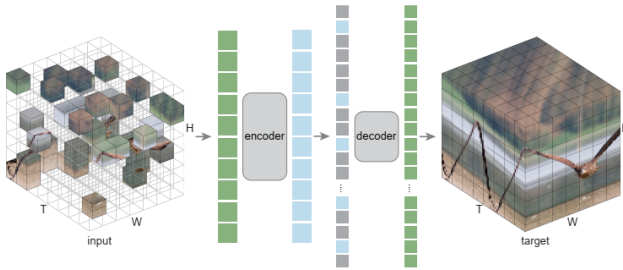 H
T
W
input
encoder
...
decoder
...
T
W
target